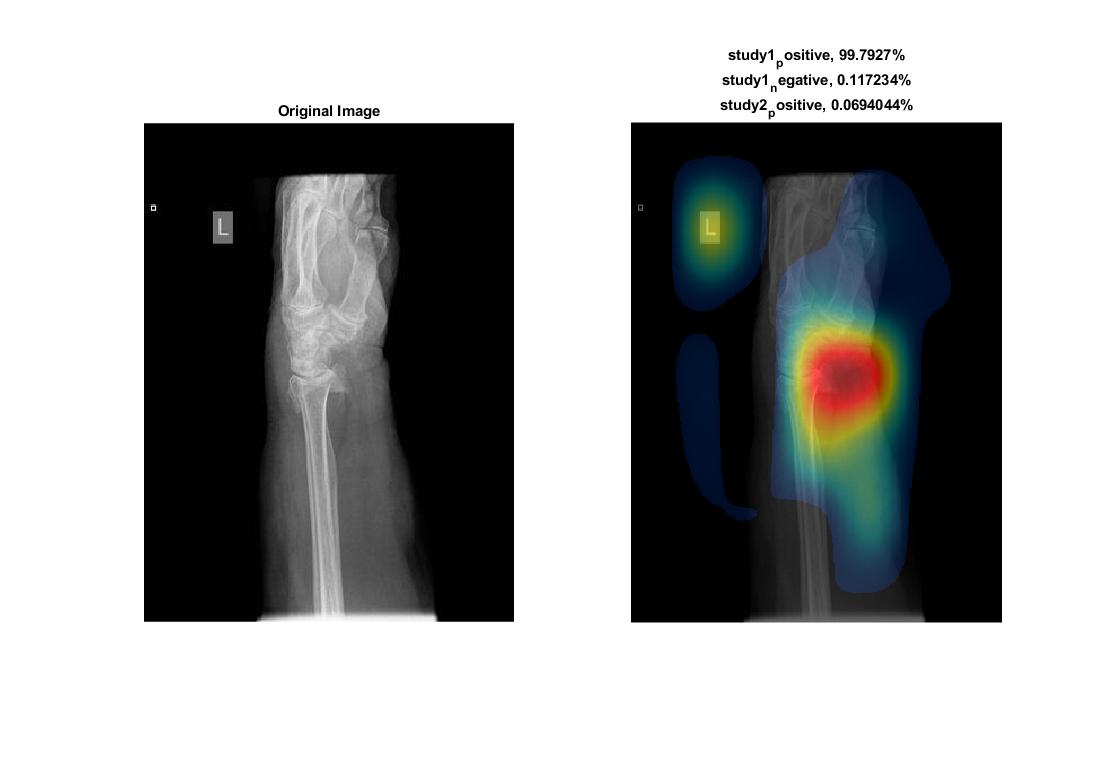 study1_positive, 99.7927%
study1_negative, 0.117234%
study2_positive, 0.0694044%
Original Image
L
L